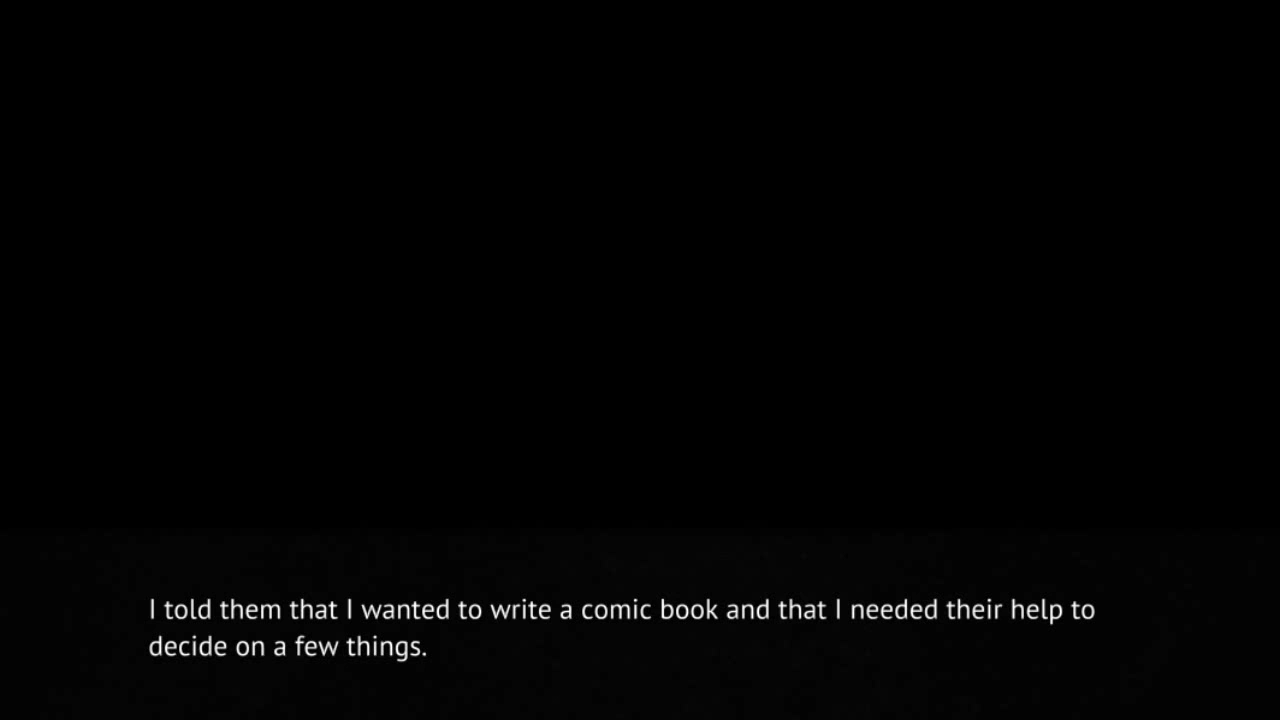 I told them that I wanted to write a comic book and that I needed their help to
decide on a few things.